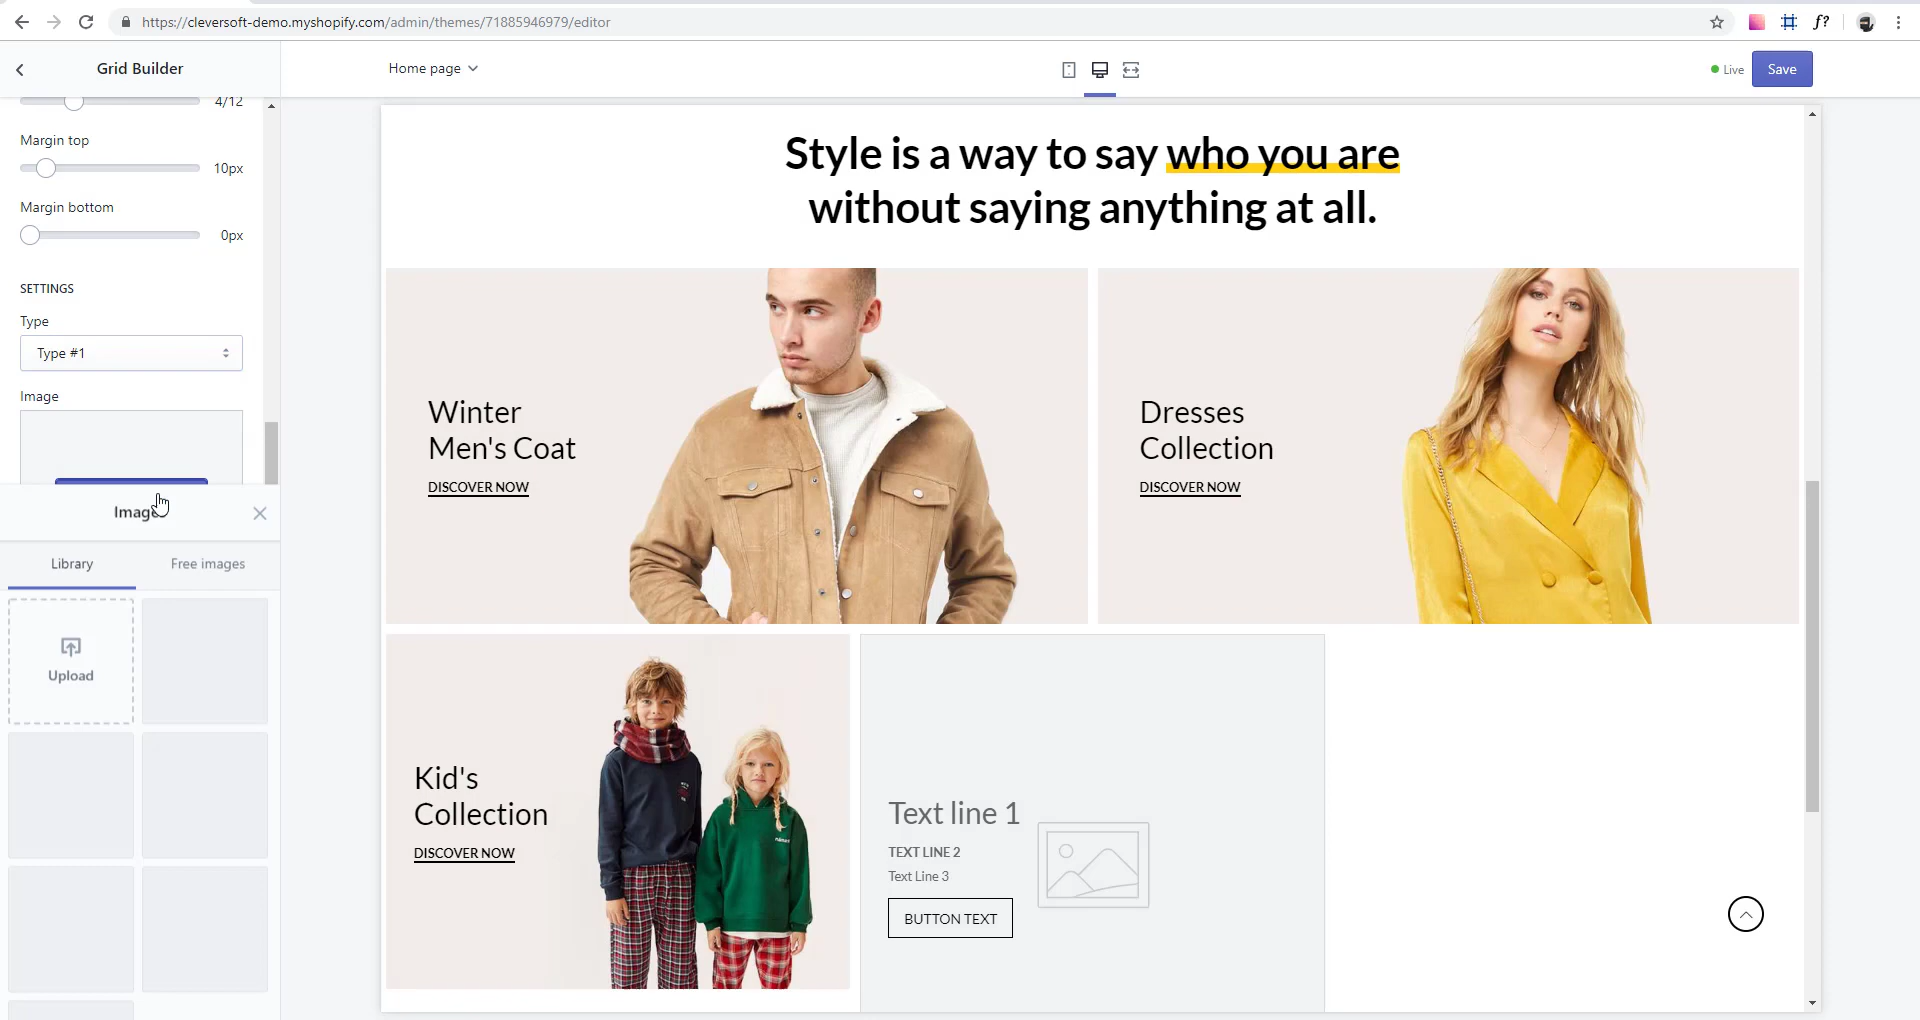 https://cleversoft-demo.myshopify.com/admin/themes/71885946979/editor
f?
Grid Builder
Home page
Live
Save
4/12
Margin top
10px
Margin bottom
0px
SETTINGS
Type
Type #1
Image
Image
Library
Free images
Upload
Style is a way to say who you are
without saying anything at all.
Winter
Men's Coat
DISCOVER NOW
Dresses
Collection
DISCOVER NOW
Kid's
Collection
DISCOVER NOW
Text line 1
TEXT LINE 2
Text Line 3
BUTTON TEXT